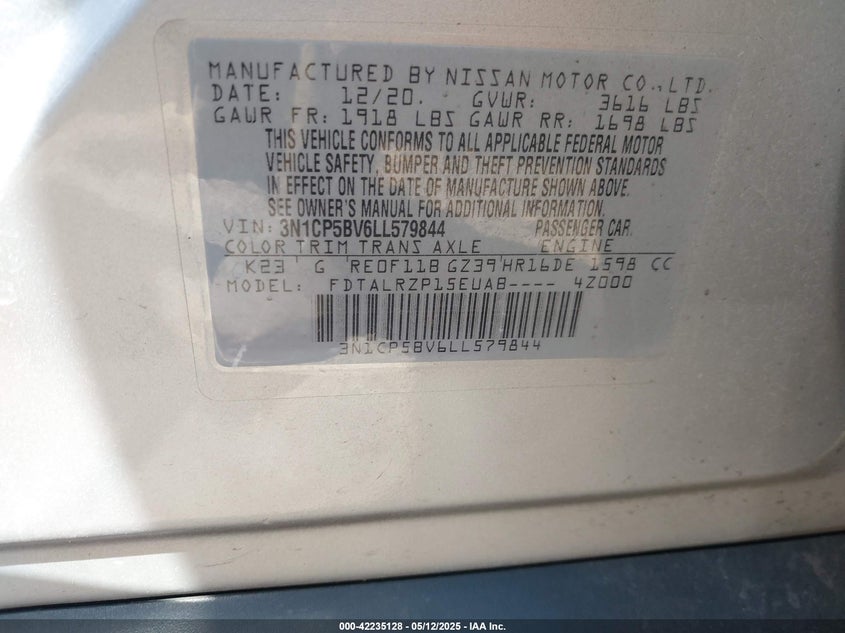 MANUFACTURED BY NISSAN MOTOR CO.,LTD.
DATE: 12/20. GVWR: 3616 LBS
GAWR FR: 1918 LBS GAWR RR: 1698 LBS
THIS VEHICLE CONFORMS TO ALL APPLICABLE FEDERAL MOTOR
VEHICLE SAFETY, BUMPER AND THEFT PREVENTION STANDARDS
IN EFFECT ON THE DATE OF MANUFACTURE SHOWN ABOVE.
SEE OWNER'S MANUAL FOR ADDITIONAL INFORMATION.
VIN: 3N1CP5BV6LL579844 PASSENGER CAR.
COLOR TRIM TRANS AXLE ENGINE
K23 G RE0F11B GZ39 HR16DE 1598 CC
MODEL: FDTALRZP15EUAB---- 4Z000
3N1CP5BV6LL579844
000-42235128 - 05/12/2025 - IAA Inc.